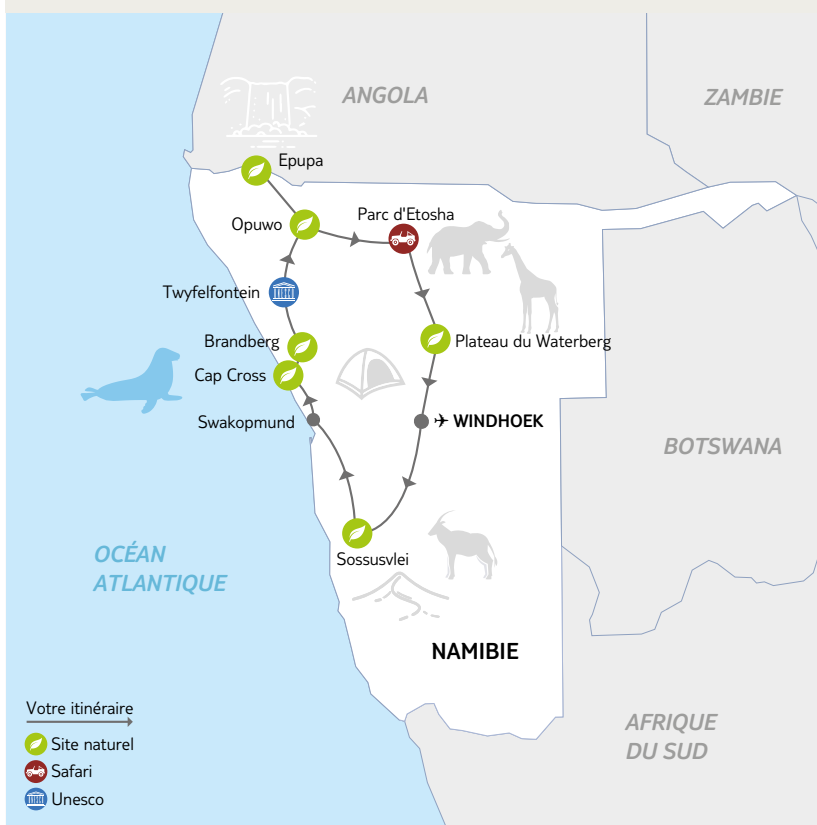 ANGOLA
ZAMBIE
Epupa
Opuwo
Parc d'Etosha
Twyfelfontein
UNESCO
Brandberg
Plateau du Waterberg
Cap Cross
Swakopmund
WINDHOEK
BOTSWANA
Sossusvlei
OCÉAN
ATLANTIQUE
NAMIBIE
Votre itinéraire
Site naturel
Safari
Unesco
AFRIQUE
DU SUD